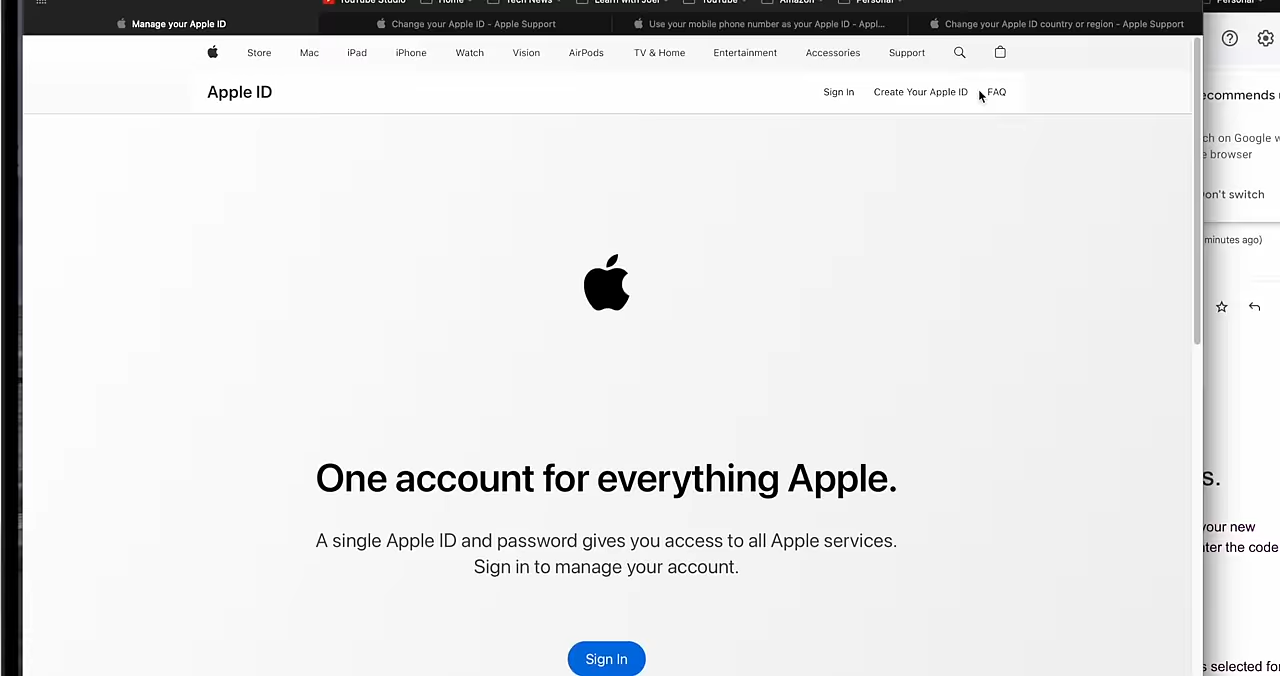 YouTube Studio Home Tech News Learn with Joel YouTube Amazon Personal Personal
Manage your Apple ID Change your Apple ID - Apple Support Use your mobile phone number as your Apple ID - Appl... Change your Apple ID country or region - Apple Support
Store Mac iPad iPhone Watch Vision AirPods TV & Home Entertainment Accessories Support
Apple ID Sign In Create Your Apple ID FAQ
ecommends
ch on Google
browser
on't switch
minutes ago)
One account for everything Apple.
s.
A single Apple ID and password gives you access to all Apple services.
Sign in to manage your account.
your new
ter the code
Sign In
s selected for